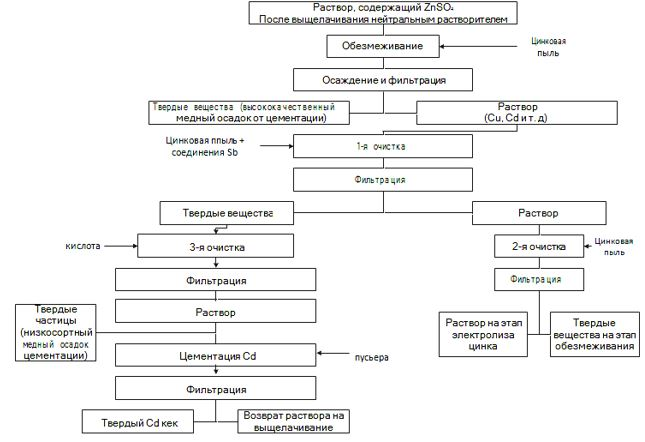 Раствор, содержащий ZnSO₄
После выщелачивания нейтральным растворителем
Обезмеживание
Цинковая
пыль
Осаждение и фильтрация
Твердые вещества (высококачественный
медный осадок от цементации)
Раствор
(Cu, Cd и т. д)
Цинковая ппыль +
соединения Sb
1-я очистка
Фильтрация
Твердые вещества
Раствор
кислота
3-я очистка
2-я очистка
Цинковая
пыль
Фильтрация
Фильтрация
Раствор
Твердые
частицы
(низкосортный
медный осадок
цементации)
Раствор на этап
электролиза
цинка
Твердые
вещества на этап
обезмеживания
Цементация Cd
пусьера
Фильтрация
Твердый Cd кек
Возврат раствора на
выщелачивание